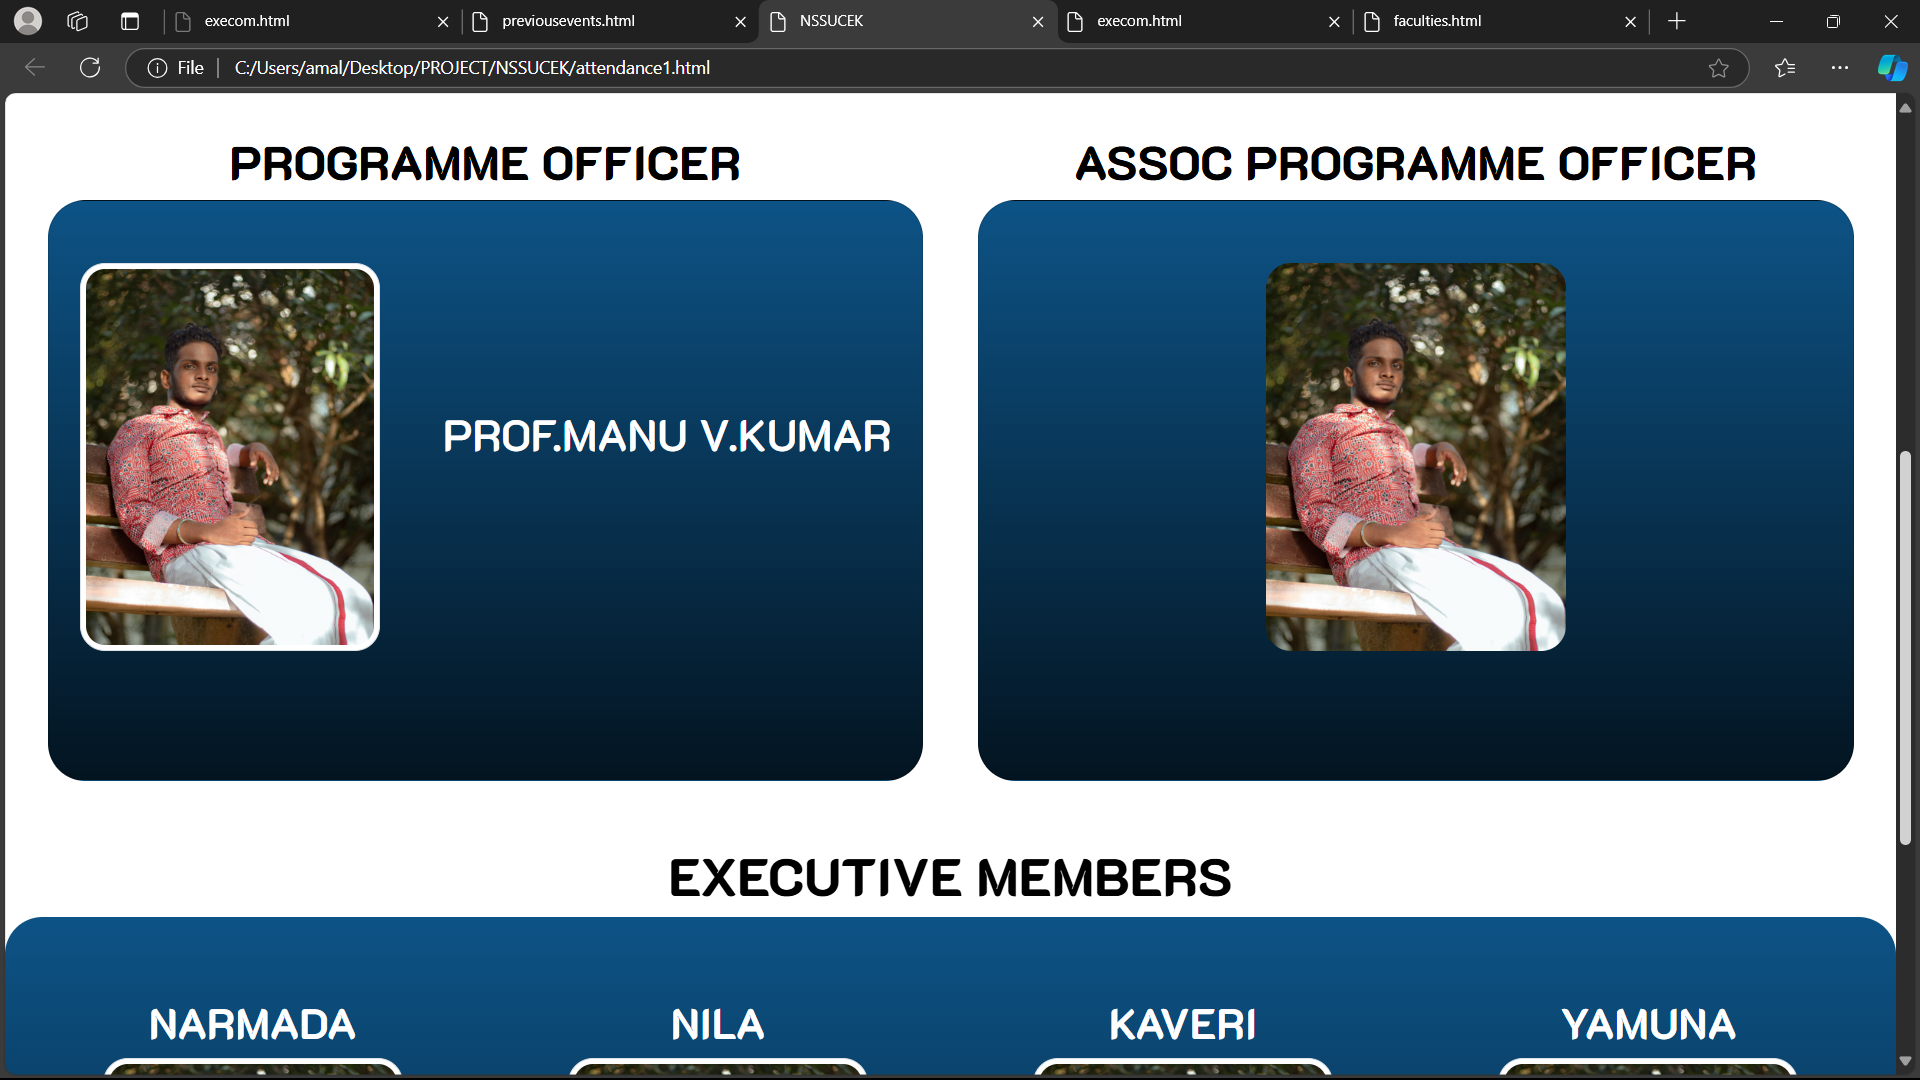 execom.html
previousevents.html
NSSUCEK
execom.html
faculties.html
File
C:/Users/amal/Desktop/PROJECT/NSSUCEK/attendance1.html
PROGRAMME OFFICER
ASSOC PROGRAMME OFFICER
PROF.MANU V.KUMAR
EXECUTIVE MEMBERS
NARMADA
NILA
KAVERI
YAMUNA